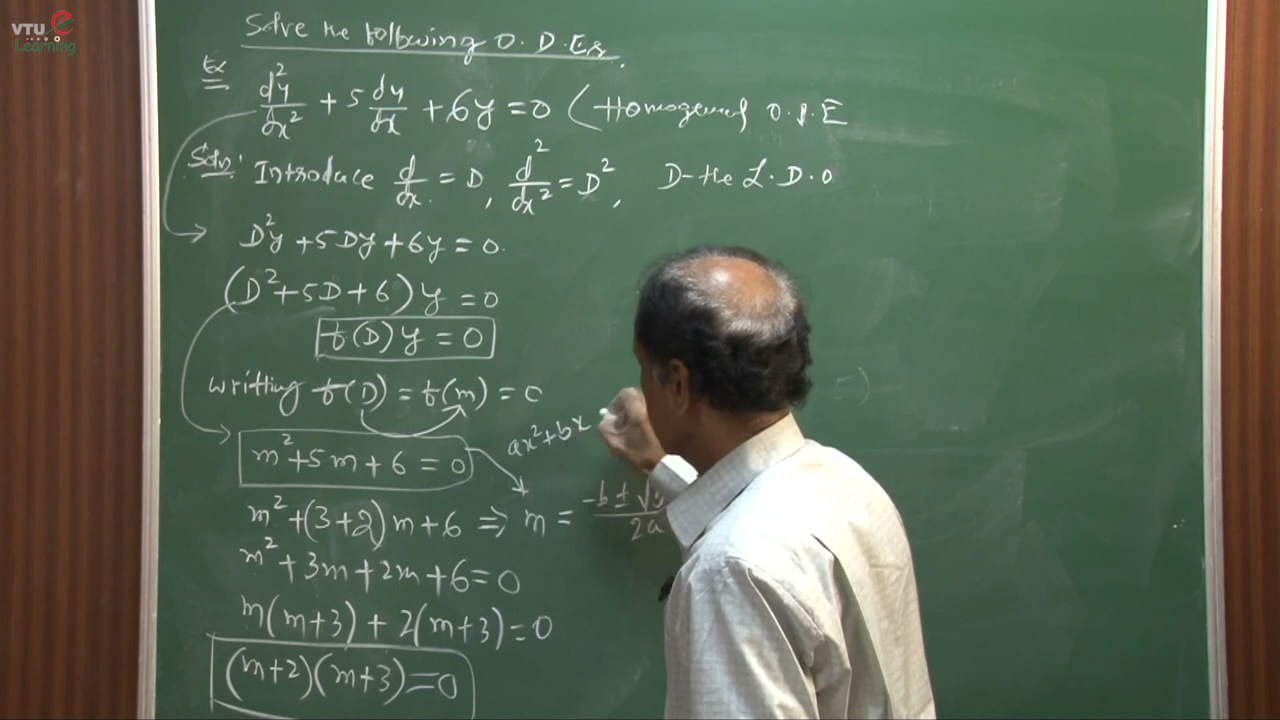 VTU e
Learning
Solve the following O. D. Es.
Ex
d²y/dx² + 5 dy/dx + 6y = 0 (Homogenous O.D.E
Soln: Introduce d/dx = D, d²/dx² = D², D - the L. D. O
D²y + 5Dy + 6y = 0.
(D² + 5D + 6) y = 0
f(D) y = 0
writting f(D) = f(m) = 0
m² + 5m + 6 = 0
ax² + bx
m² + (3+2)m + 6 ⇒ m = -b ± √ / 2a
m² + 3m + 2m + 6 = 0
m(m+3) + 2(m+3) = 0
(m+2)(m+3) = 0